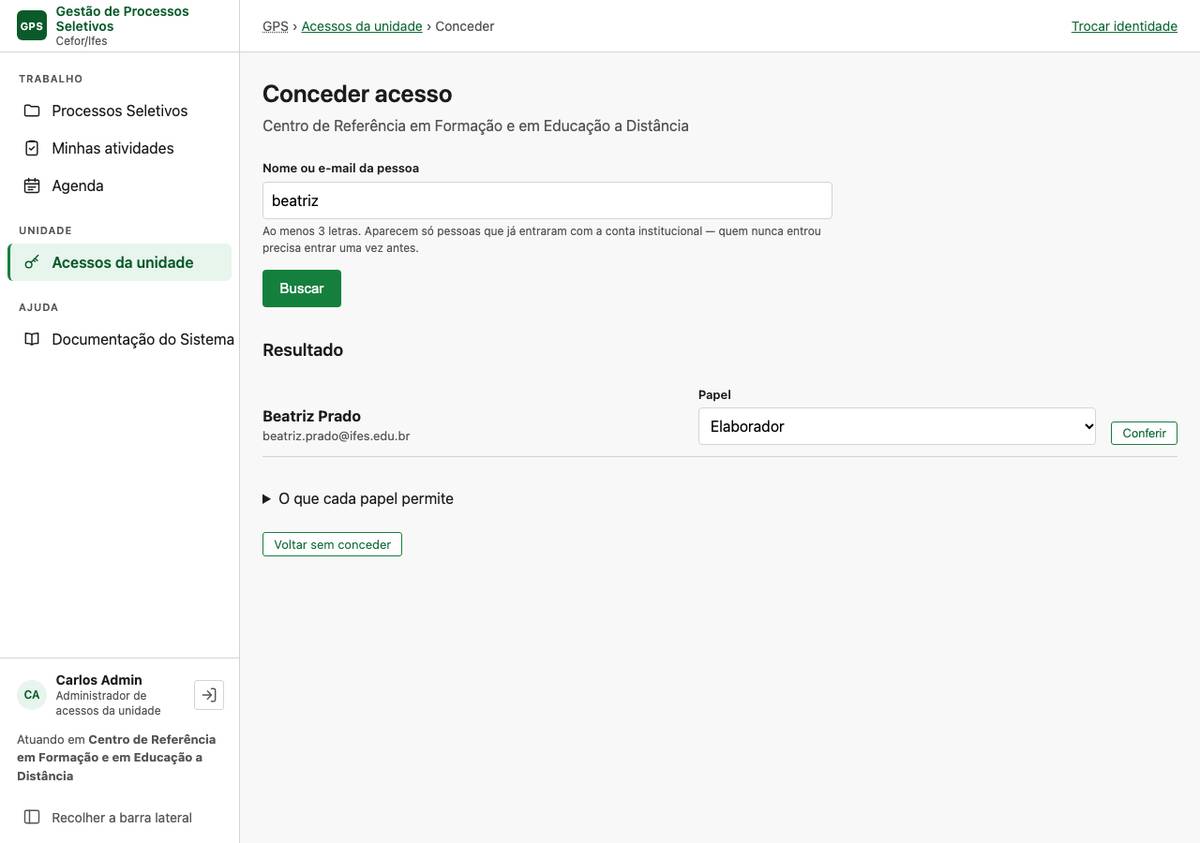 GPS
Gestão de Processos
Seletivos
Cefor/Ifes
GPS › Acessos da unidade › Conceder
Trocar identidade
TRABALHO
Processos Seletivos
Minhas atividades
Agenda
UNIDADE
Acessos da unidade
AJUDA
Documentação do Sistema
Conceder acesso
Centro de Referência em Formação e em Educação a Distância
Nome ou e-mail da pessoa
beatriz
Ao menos 3 letras. Aparecem só pessoas que já entraram com a conta institucional — quem nunca entrou
precisa entrar uma vez antes.
Buscar
Resultado
Beatriz Prado
beatriz.prado@ifes.edu.br
Papel
Elaborador
Conferir
O que cada papel permite
Voltar sem conceder
CA
Carlos Admin
Administrador de
acessos da unidade
Atuando em Centro de Referência
em Formação e em Educação a
Distância
Recolher a barra lateral